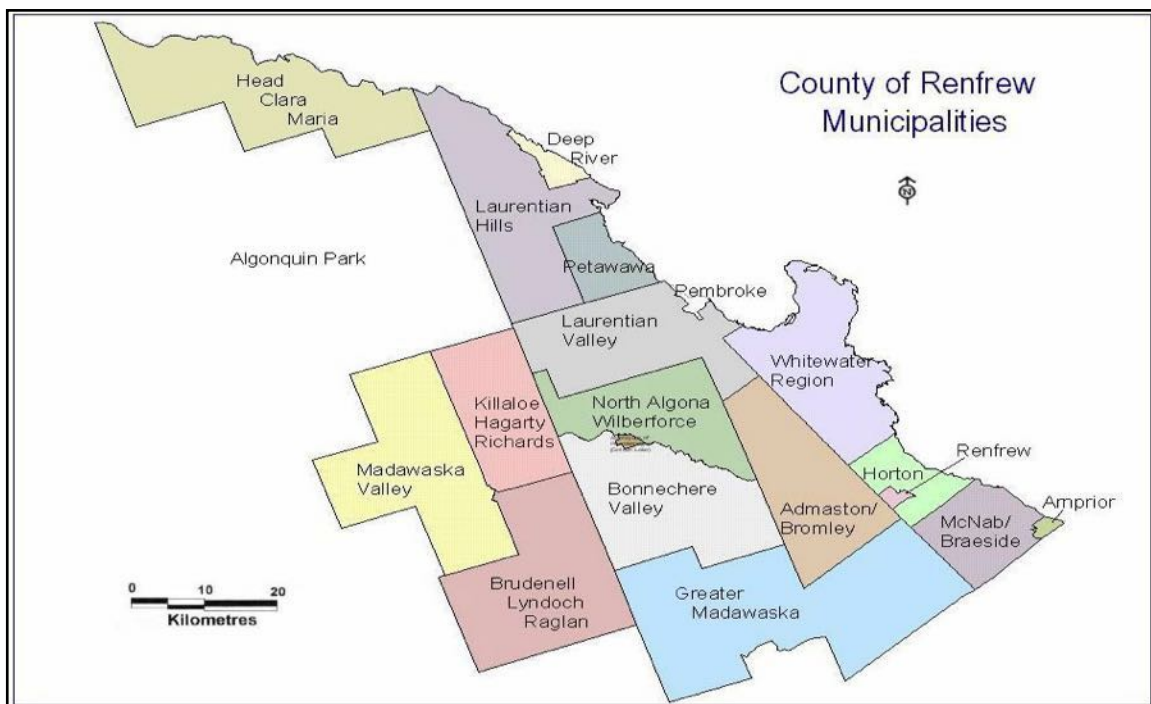 County of Renfrew
Municipalities
N
Head
Clara
Maria
Deep
River
Laurentian
Hills
Algonquin Park
Petawawa
Pembroke
Laurentian
Valley
Whitewater
Region
Killaloe
Hagarty
Richards
North Algona
Wilberforce
Madawaska
Valley
Bonnechere
Valley
Horton
Renfrew
Admaston/
Bromley
McNab/
Braeside
Arnprior
Brudenell
Lyndoch
Raglan
Greater
Madawaska
0 10 20
Kilometres